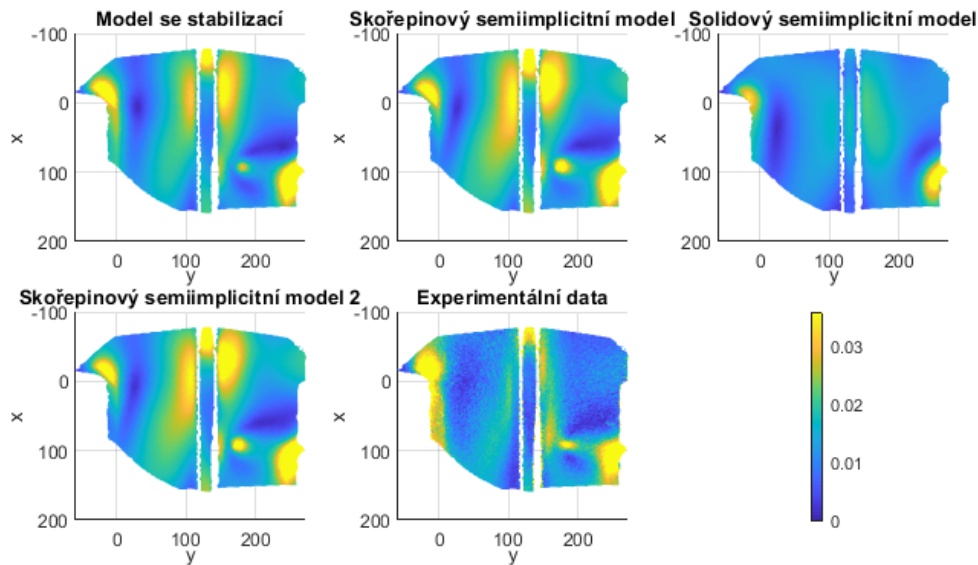 Model se stabilizací
Skořepinový semiimplicitní model
Solidový semiimplicitní model
-100
0
100
200
x
0
100
200
y
-100
0
100
200
x
0
100
200
y
-100
0
100
200
x
0
100
200
y
Skořepinový semiimplicitní model 2
Experimentální data
-100
0
100
200
x
0
100
200
y
-100
0
100
200
x
0
100
200
y
0.03
0.02
0.01
0